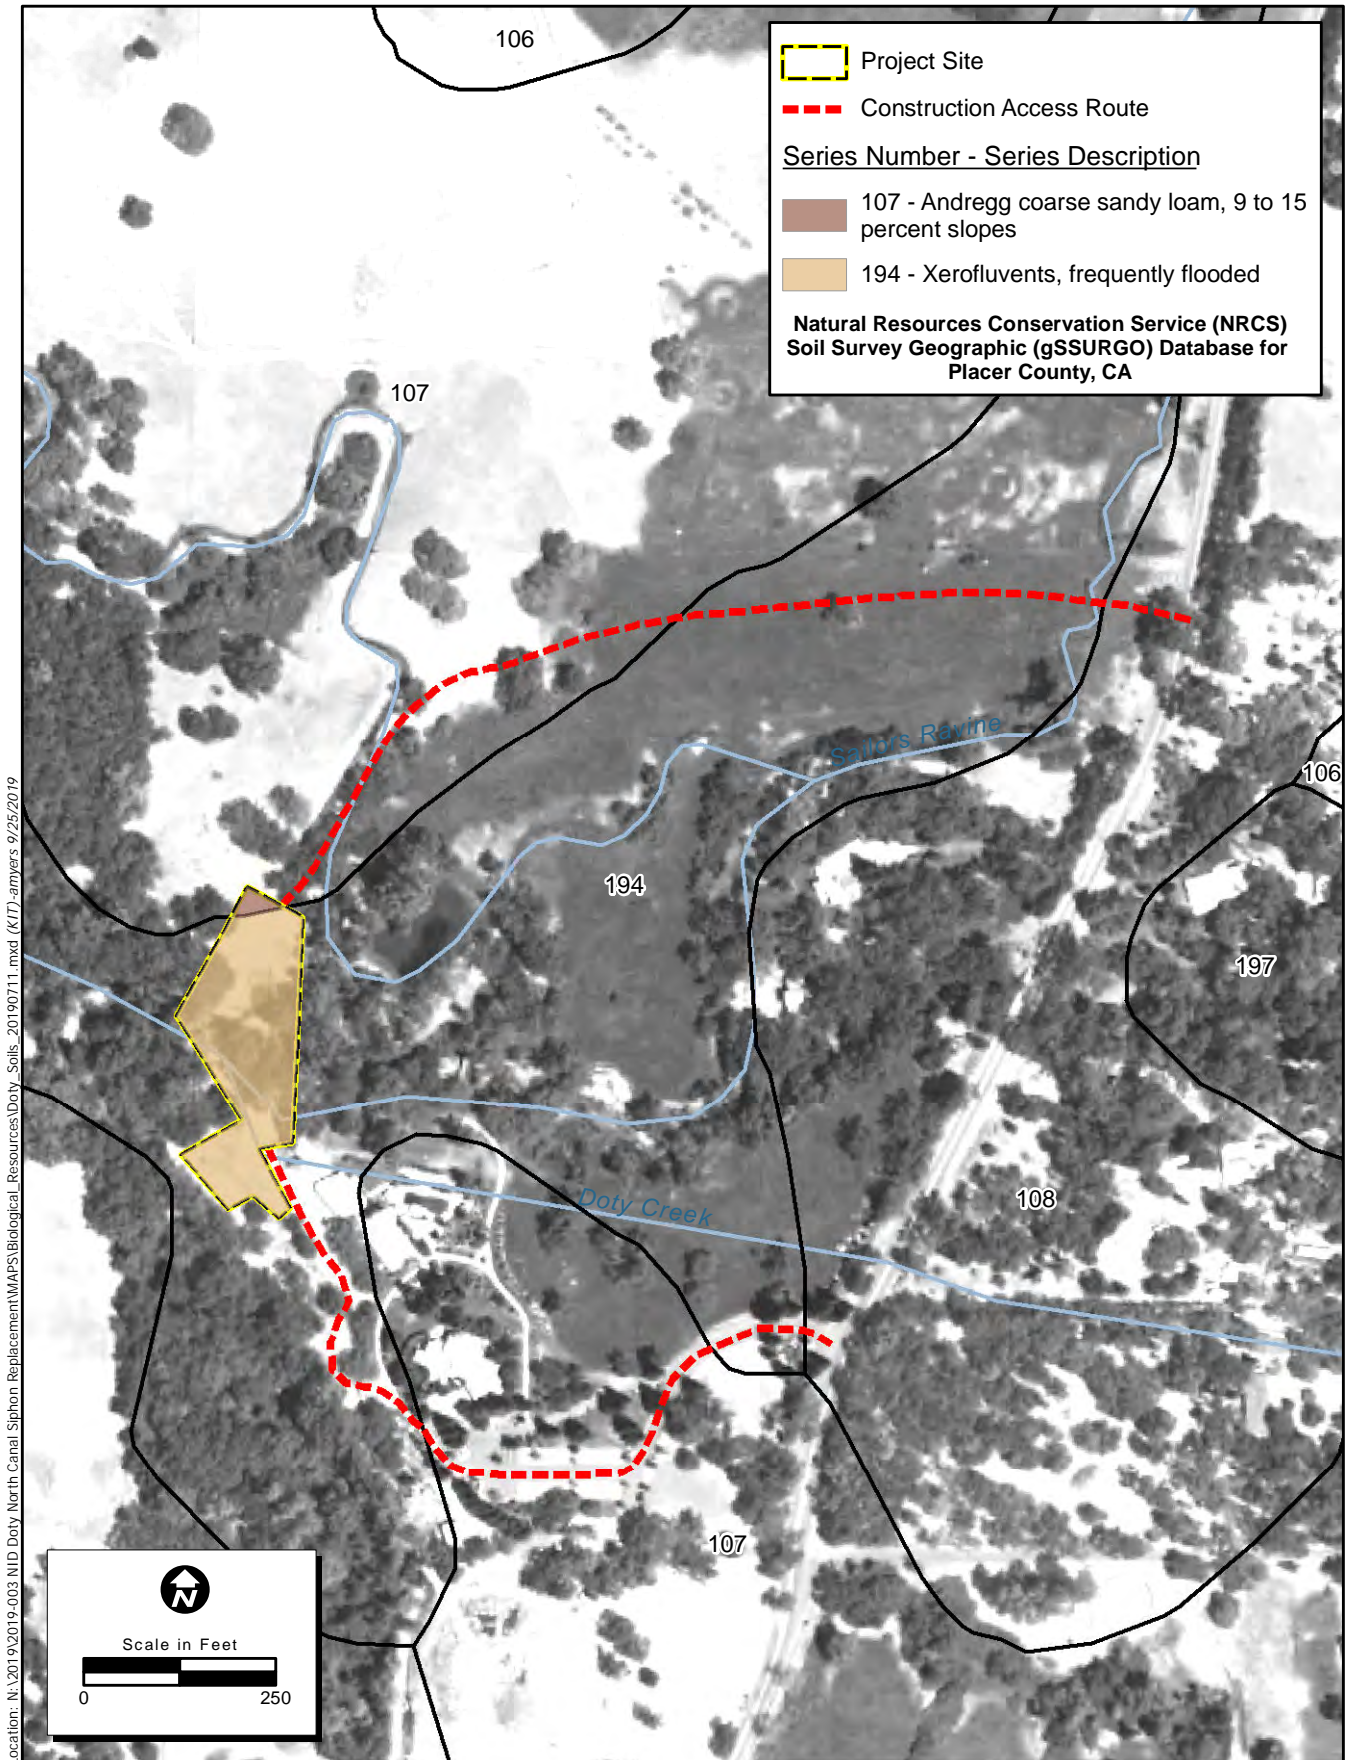 106
Project Site
Construction Access Route
Series Number - Series Description
107 - Andregg coarse sandy loam, 9 to 15
percent slopes
194 - Xerofluvents, frequently flooded
Natural Resources Conservation Service (NRCS)
Soil Survey Geographic (gSSURGO) Database for
Placer County, CA
107
Sailors Ravine
106
194
197
108
Doty Creek
107
N
Scale in Feet
0 250
Location: N:\2019\2019-003 NID Doty North Canal Siphon Replacement\MAPS\Biological_Resources\Doty_Soils_20190711.mxd (KIT)-amyers 9/25/2019